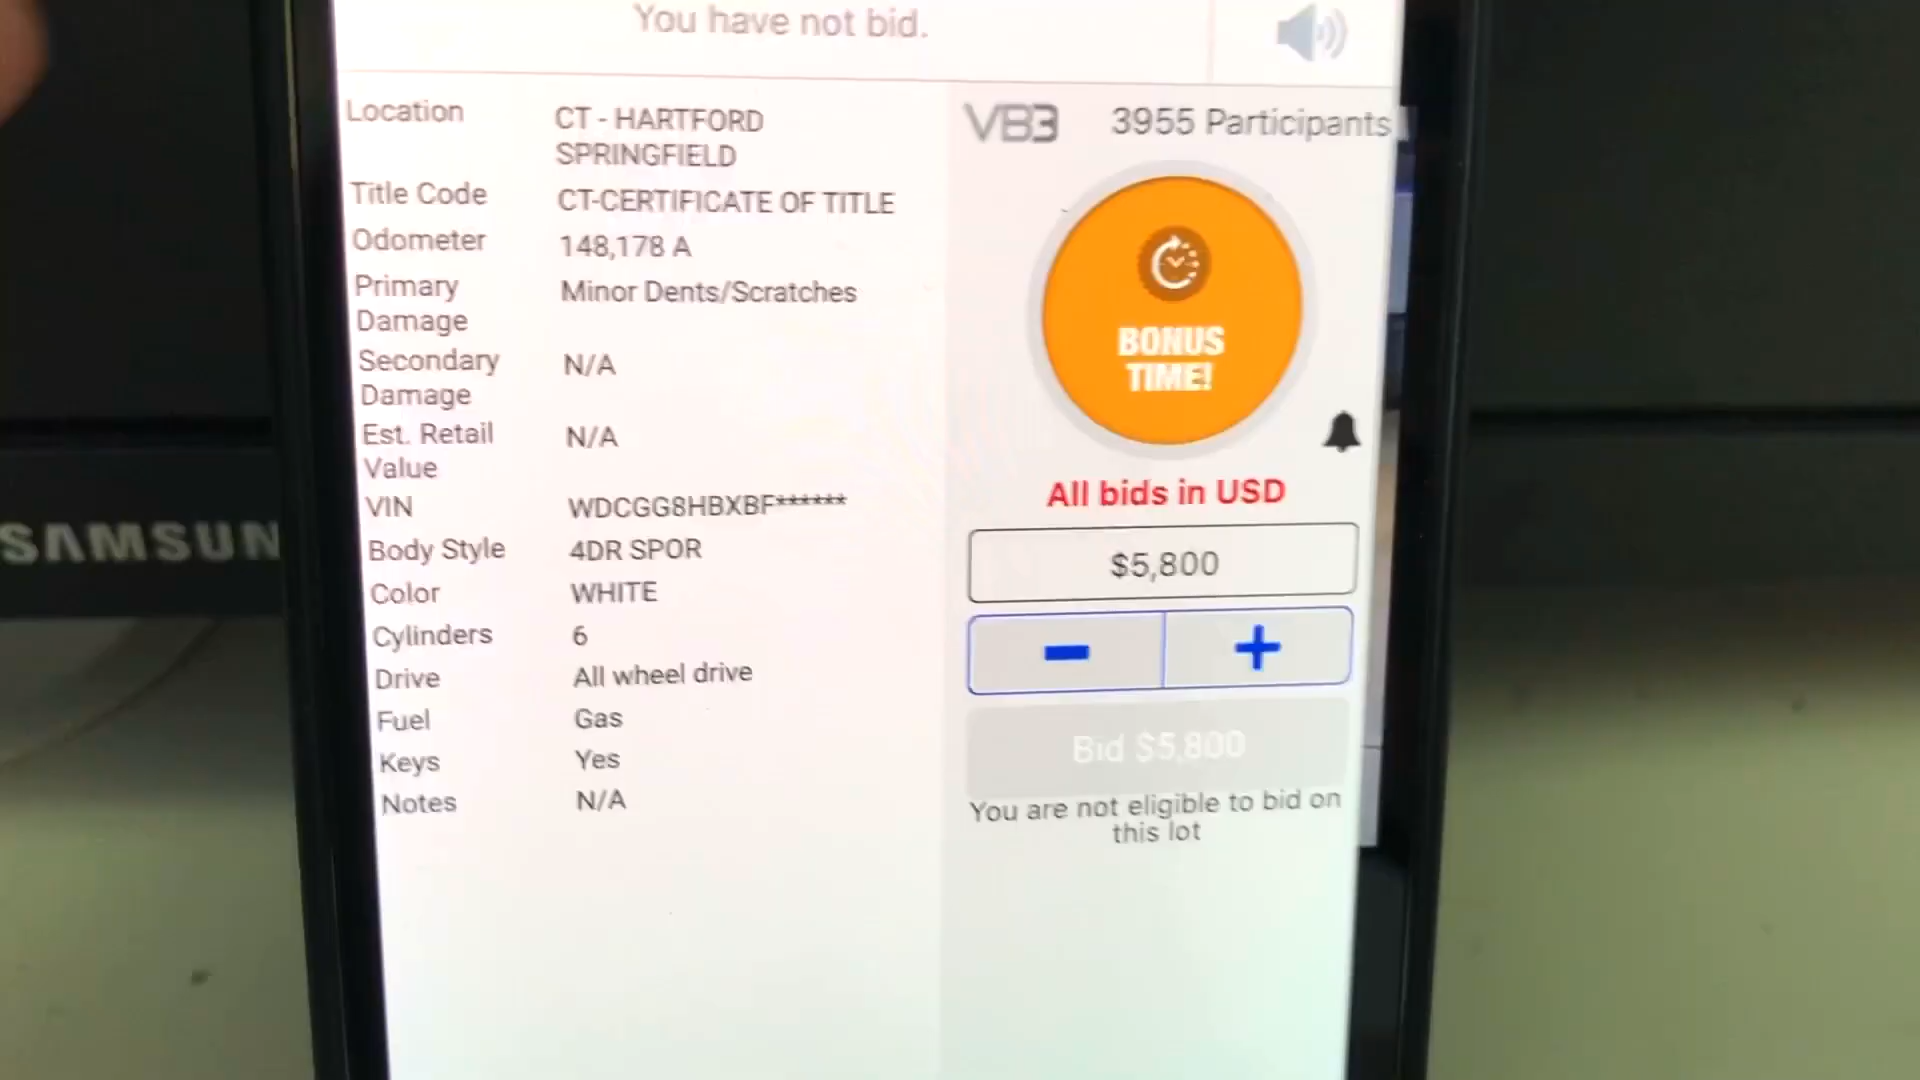 You have not bid.
Location CT - HARTFORD
SPRINGFIELD
Title Code CT-CERTIFICATE OF TITLE
Odometer 148,178 A
Primary Damage Minor Dents/Scratches
Secondary Damage N/A
Est. Retail Value N/A
VIN WDCGG8HBXBF******
Body Style 4DR SPOR
Color WHITE
Cylinders 6
Drive All wheel drive
Fuel Gas
Keys Yes
Notes N/A
VB3 3955 Participants
BONUS
TIME!
All bids in USD
$5,800
- +
Bid $5,800
You are not eligible to bid on
this lot
SAMSUN